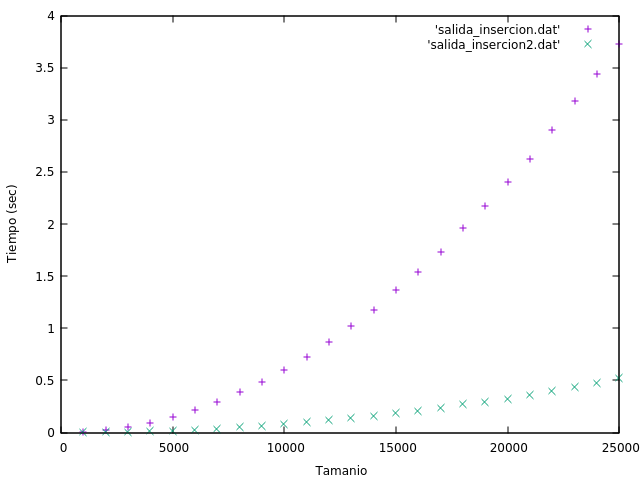 4
'salida_insercion.dat'
'salida_insercion2.dat'
3.5
3
2.5
2
1.5
1
0.5
0
Tiempo (sec)
0 5000 10000 15000 20000 25000
Tamanio